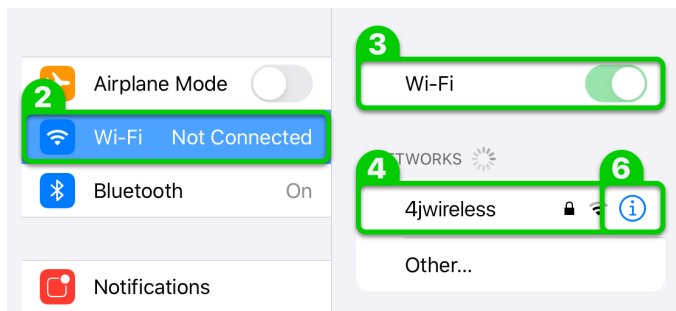 3
Airplane Mode
Wi-Fi
2
Wi-Fi Not Connected
4
TWORKS
6
Bluetooth On
4jwireless
Other...
Notifications